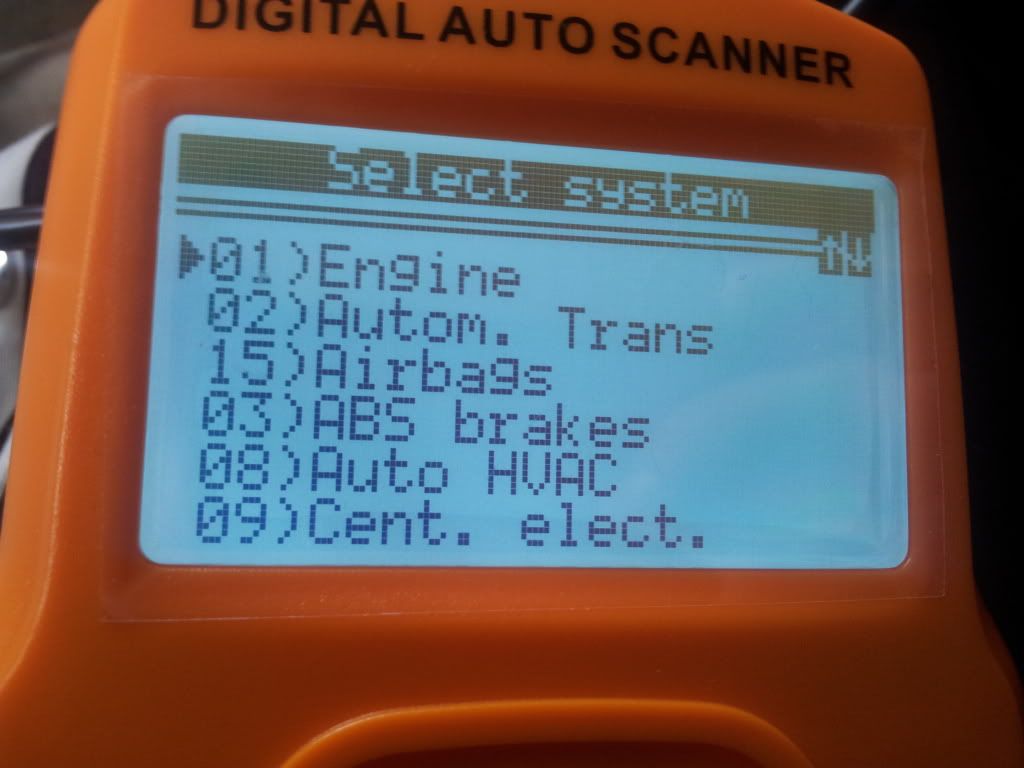 DIGITAL AUTO SCANNER
Select system
01)Engine
02)Autom. Trans
15)Airbags
03)ABS brakes
08)Auto HVAC
09)Cent. elect.